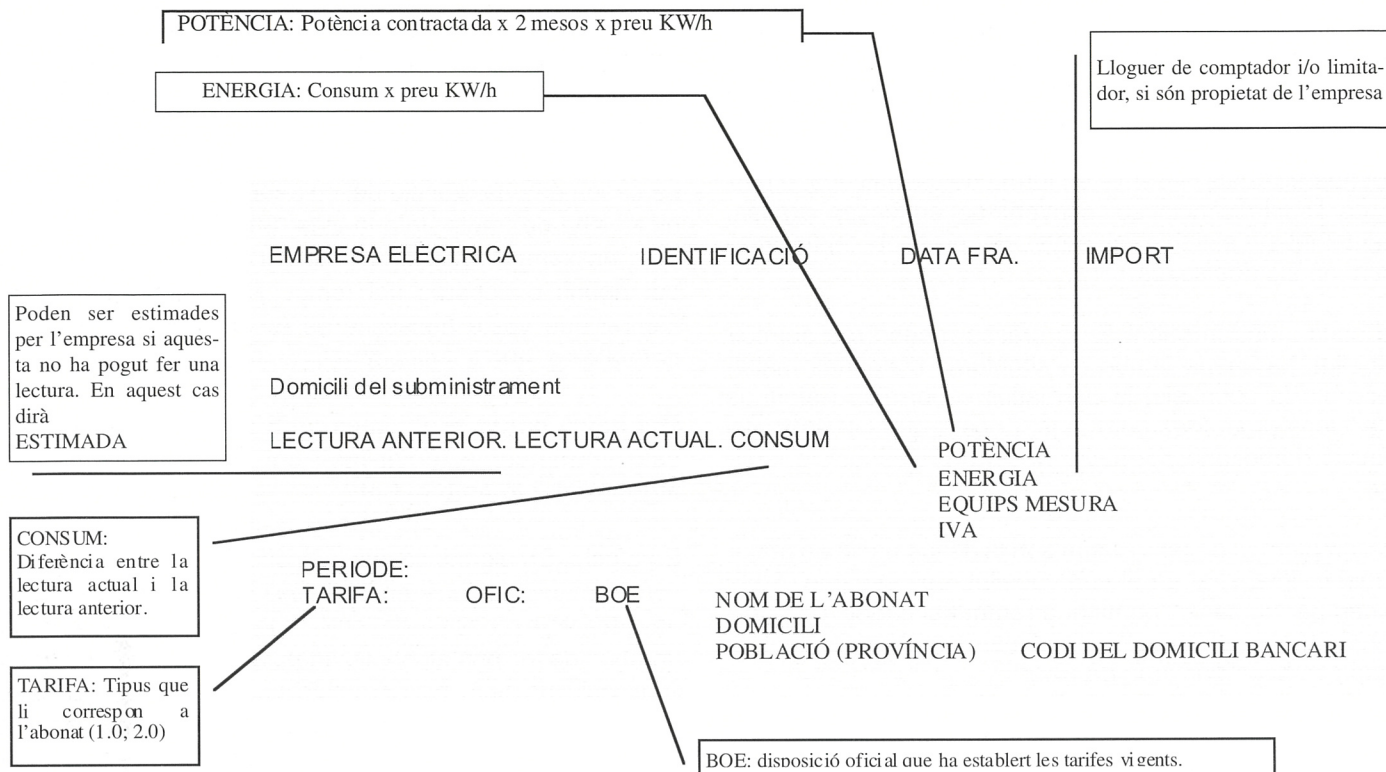 POTÈNCIA: Potència contractada x 2 mesos x preu KW/h
ENERGIA: Consum x preu KW/h
Lloguer de comptador i/o limita-
dor, si són propietat de l'empresa
EMPRESA ELÈCTRICA IDENTIFICACIÓ DATA FRA. IMPORT
Poden ser estimades
per l'empresa si aques-
ta no ha pogut fer una
lectura. En aquest cas
dirà
ESTIMADA
Domicili del subministrament
LECTURA ANTERIOR. LECTURA ACTUAL. CONSUM
POTÈNCIA
ENERGIA
EQUIPS MESURA
IVA
CONSUM:
Diferència entre la
lectura actual i la
lectura anterior.
PERIODE:
TARIFA: OFIC: BOE
NOM DE L'ABONAT
DOMICILI
POBLACIÓ (PROVÍNCIA) CODI DEL DOMICILI BANCARI
TARIFA: Tipus que
li correspon a
l'abonat (1.0; 2.0)
BOE: disposició oficial que ha establert les tarifes vigents.